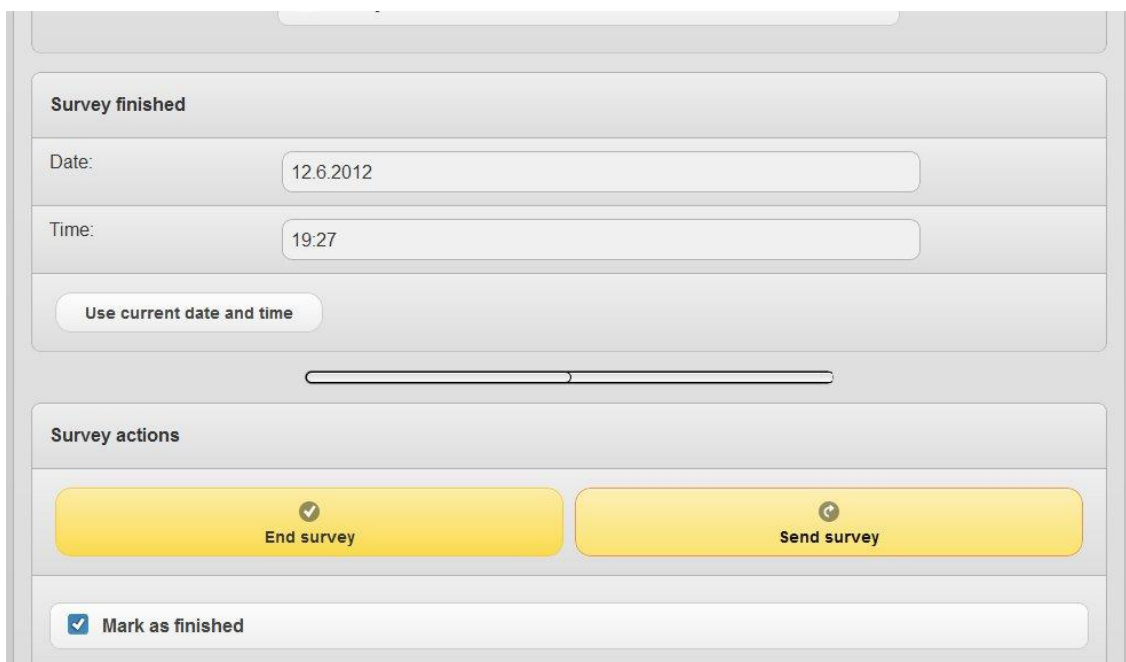 Survey finished
Date:
12.6.2012
Time:
19:27
Use current date and time
Survey actions
End survey
Send survey
Mark as finished